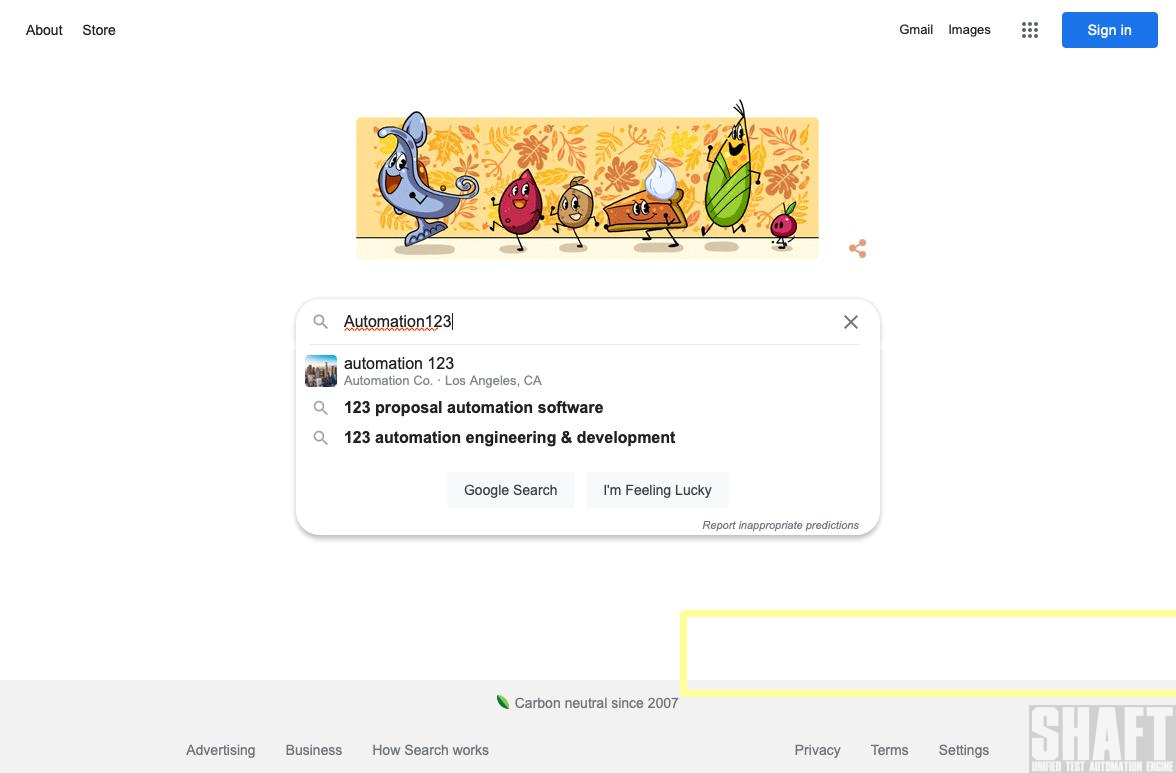 About Store
Gmail Images Sign in
Automation123
automation 123
Automation Co. · Los Angeles, CA
123 proposal automation software
123 automation engineering & development
Google Search I'm Feeling Lucky
Report inappropriate predictions
Carbon neutral since 2007
Advertising Business How Search works
Privacy Terms Settings
SHAFT
UNIFIED TEST AUTOMATION ENGINE